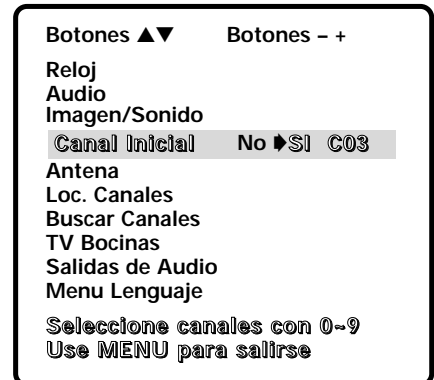 Botones ▲▼ Botones – +
Reloj
Audio
Imagen/Sonido
Canal Inicial No ➧SI C03
Antena
Loc. Canales
Buscar Canales
TV Bocinas
Salidas de Audio
Menu Lenguaje
Seleccione canales con 0~9
Use MENU para salirse